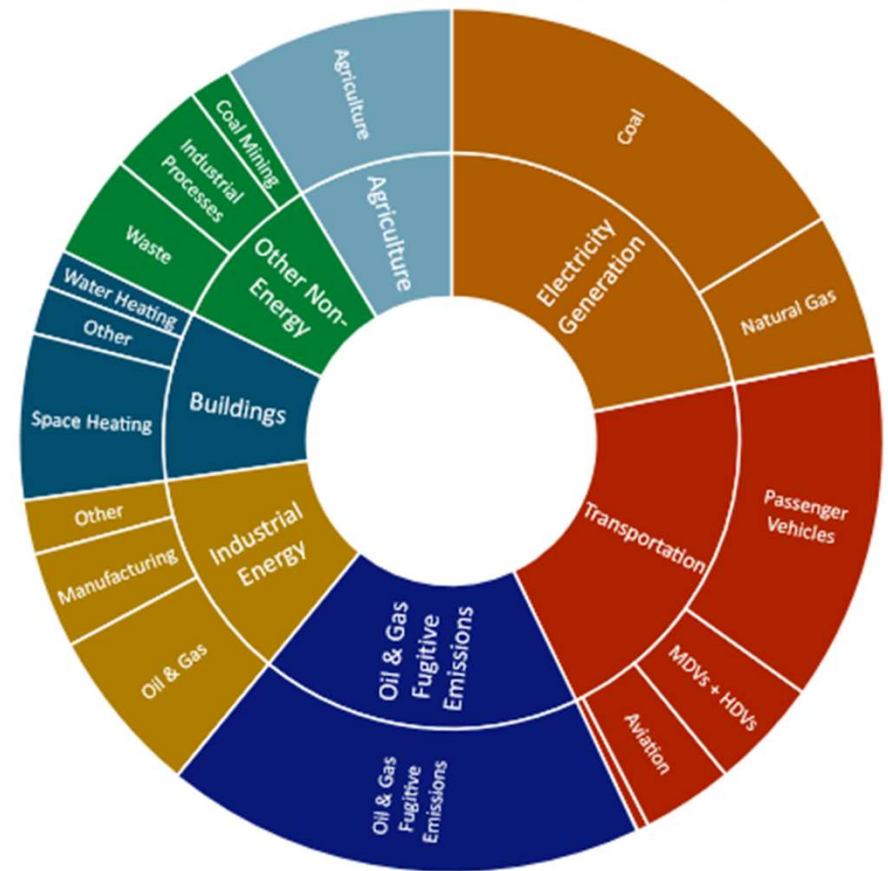 Electricity
Generation
Coal
Natural Gas
Transportation
Passenger
Vehicles
MDVs + HDVs
Aviation
Oil & Gas
Fugitive
Emissions
Oil & Gas
Fugitive
Emissions
Industrial
Energy
Oil & Gas
Manufacturing
Other
Buildings
Space Heating
Other
Water Heating
Other Non-
Energy
Waste
Industrial
Processes
Coal Mining
Agriculture
Agriculture